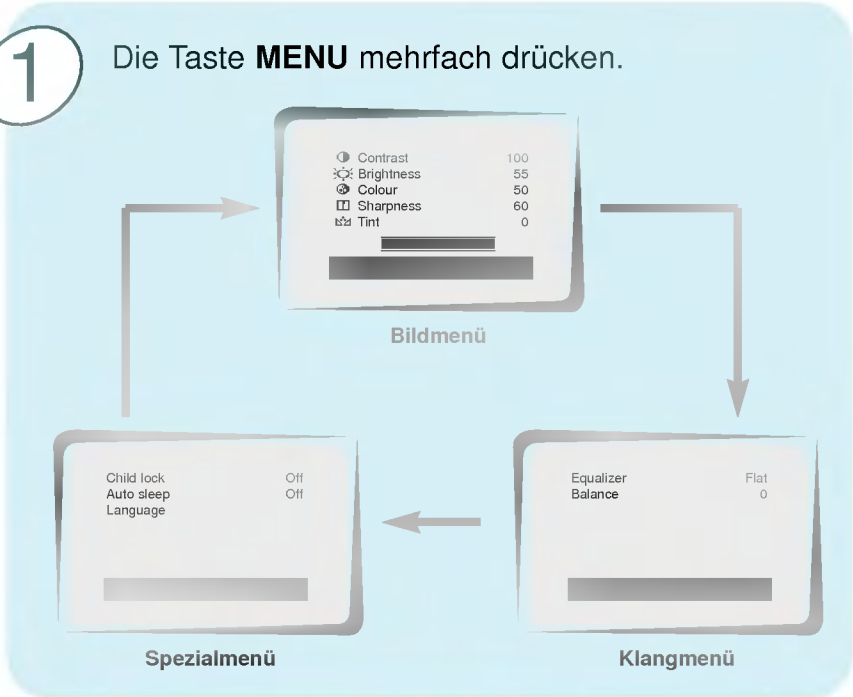 1
Die Taste MENU mehrfach drücken.
Contrast 100
Brightness 55
Colour 50
Sharpness 60
Tint 0
Bildmenü
Child lock Off
Auto sleep Off
Language
Spezialmenü
Equalizer Flat
Balance 0
Klangmenü